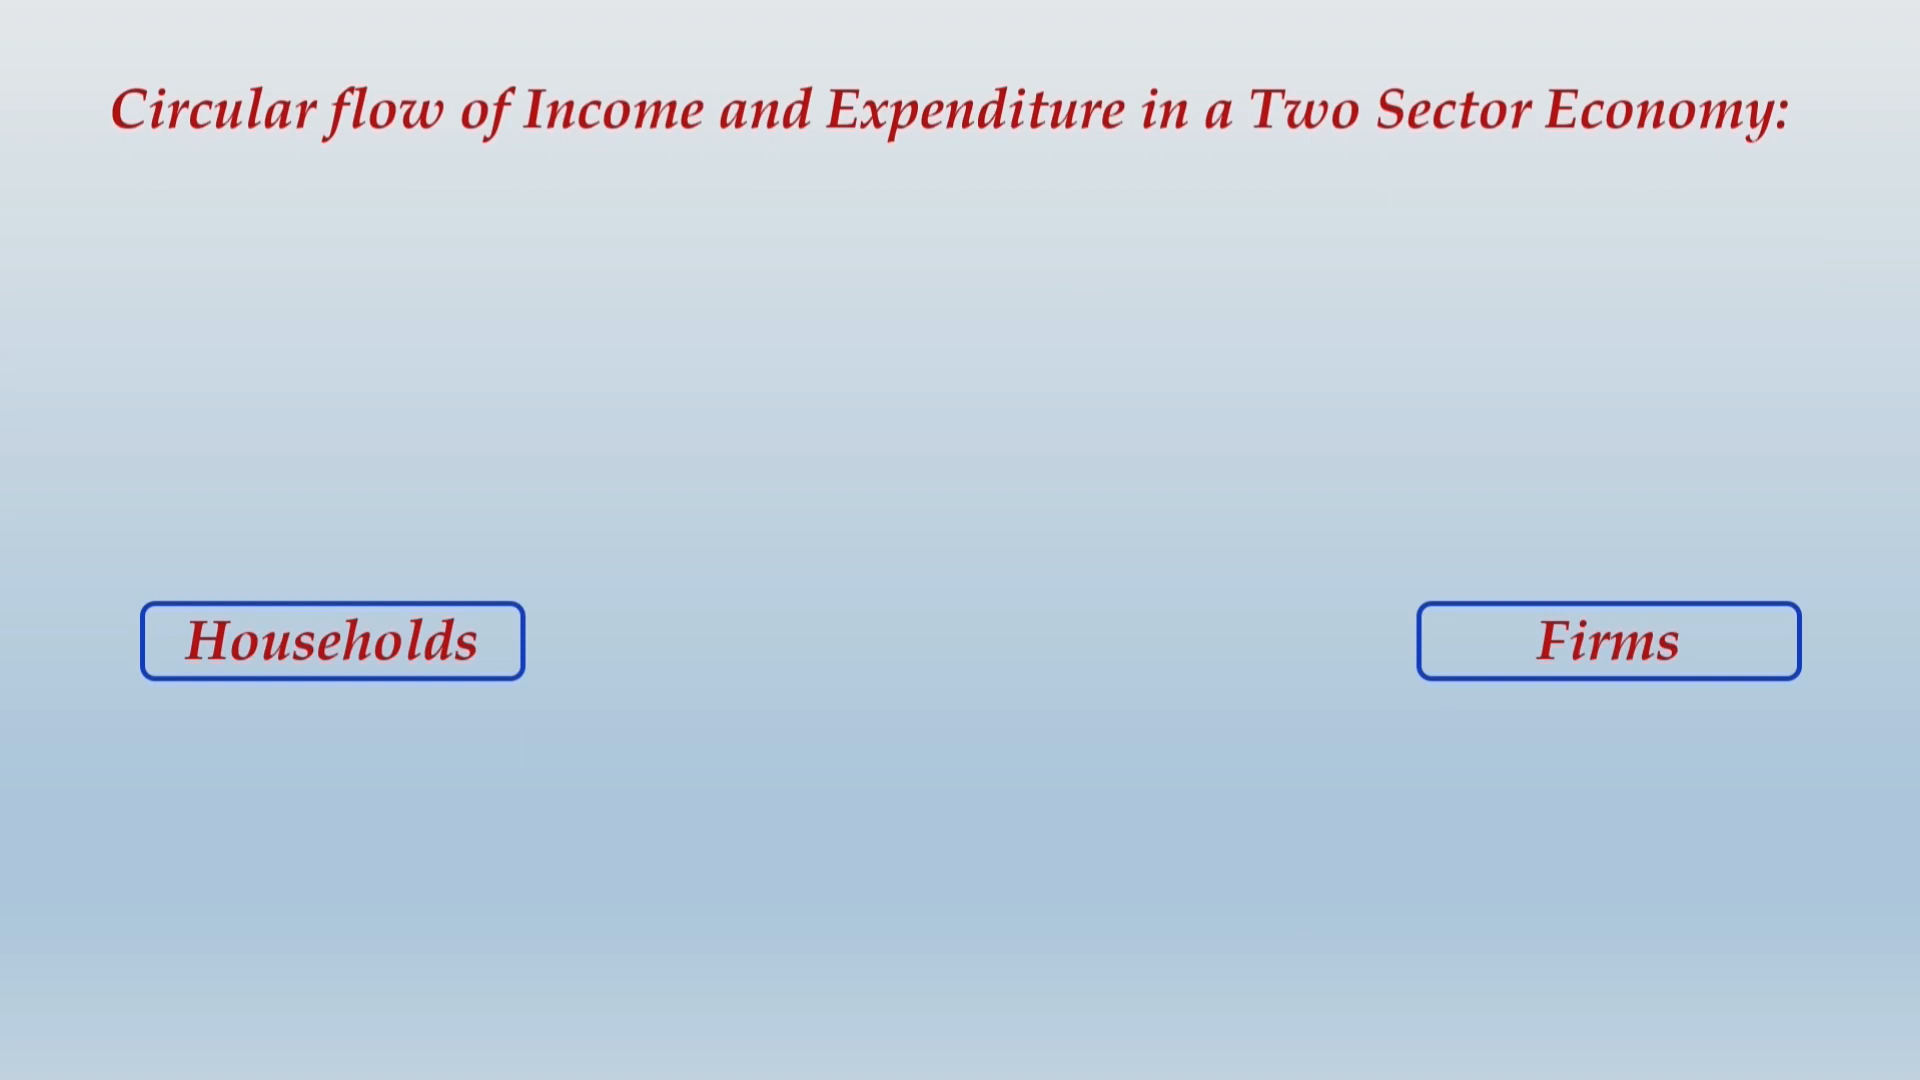 Circular flow of Income and Expenditure in a Two Sector Economy:
Households
Firms